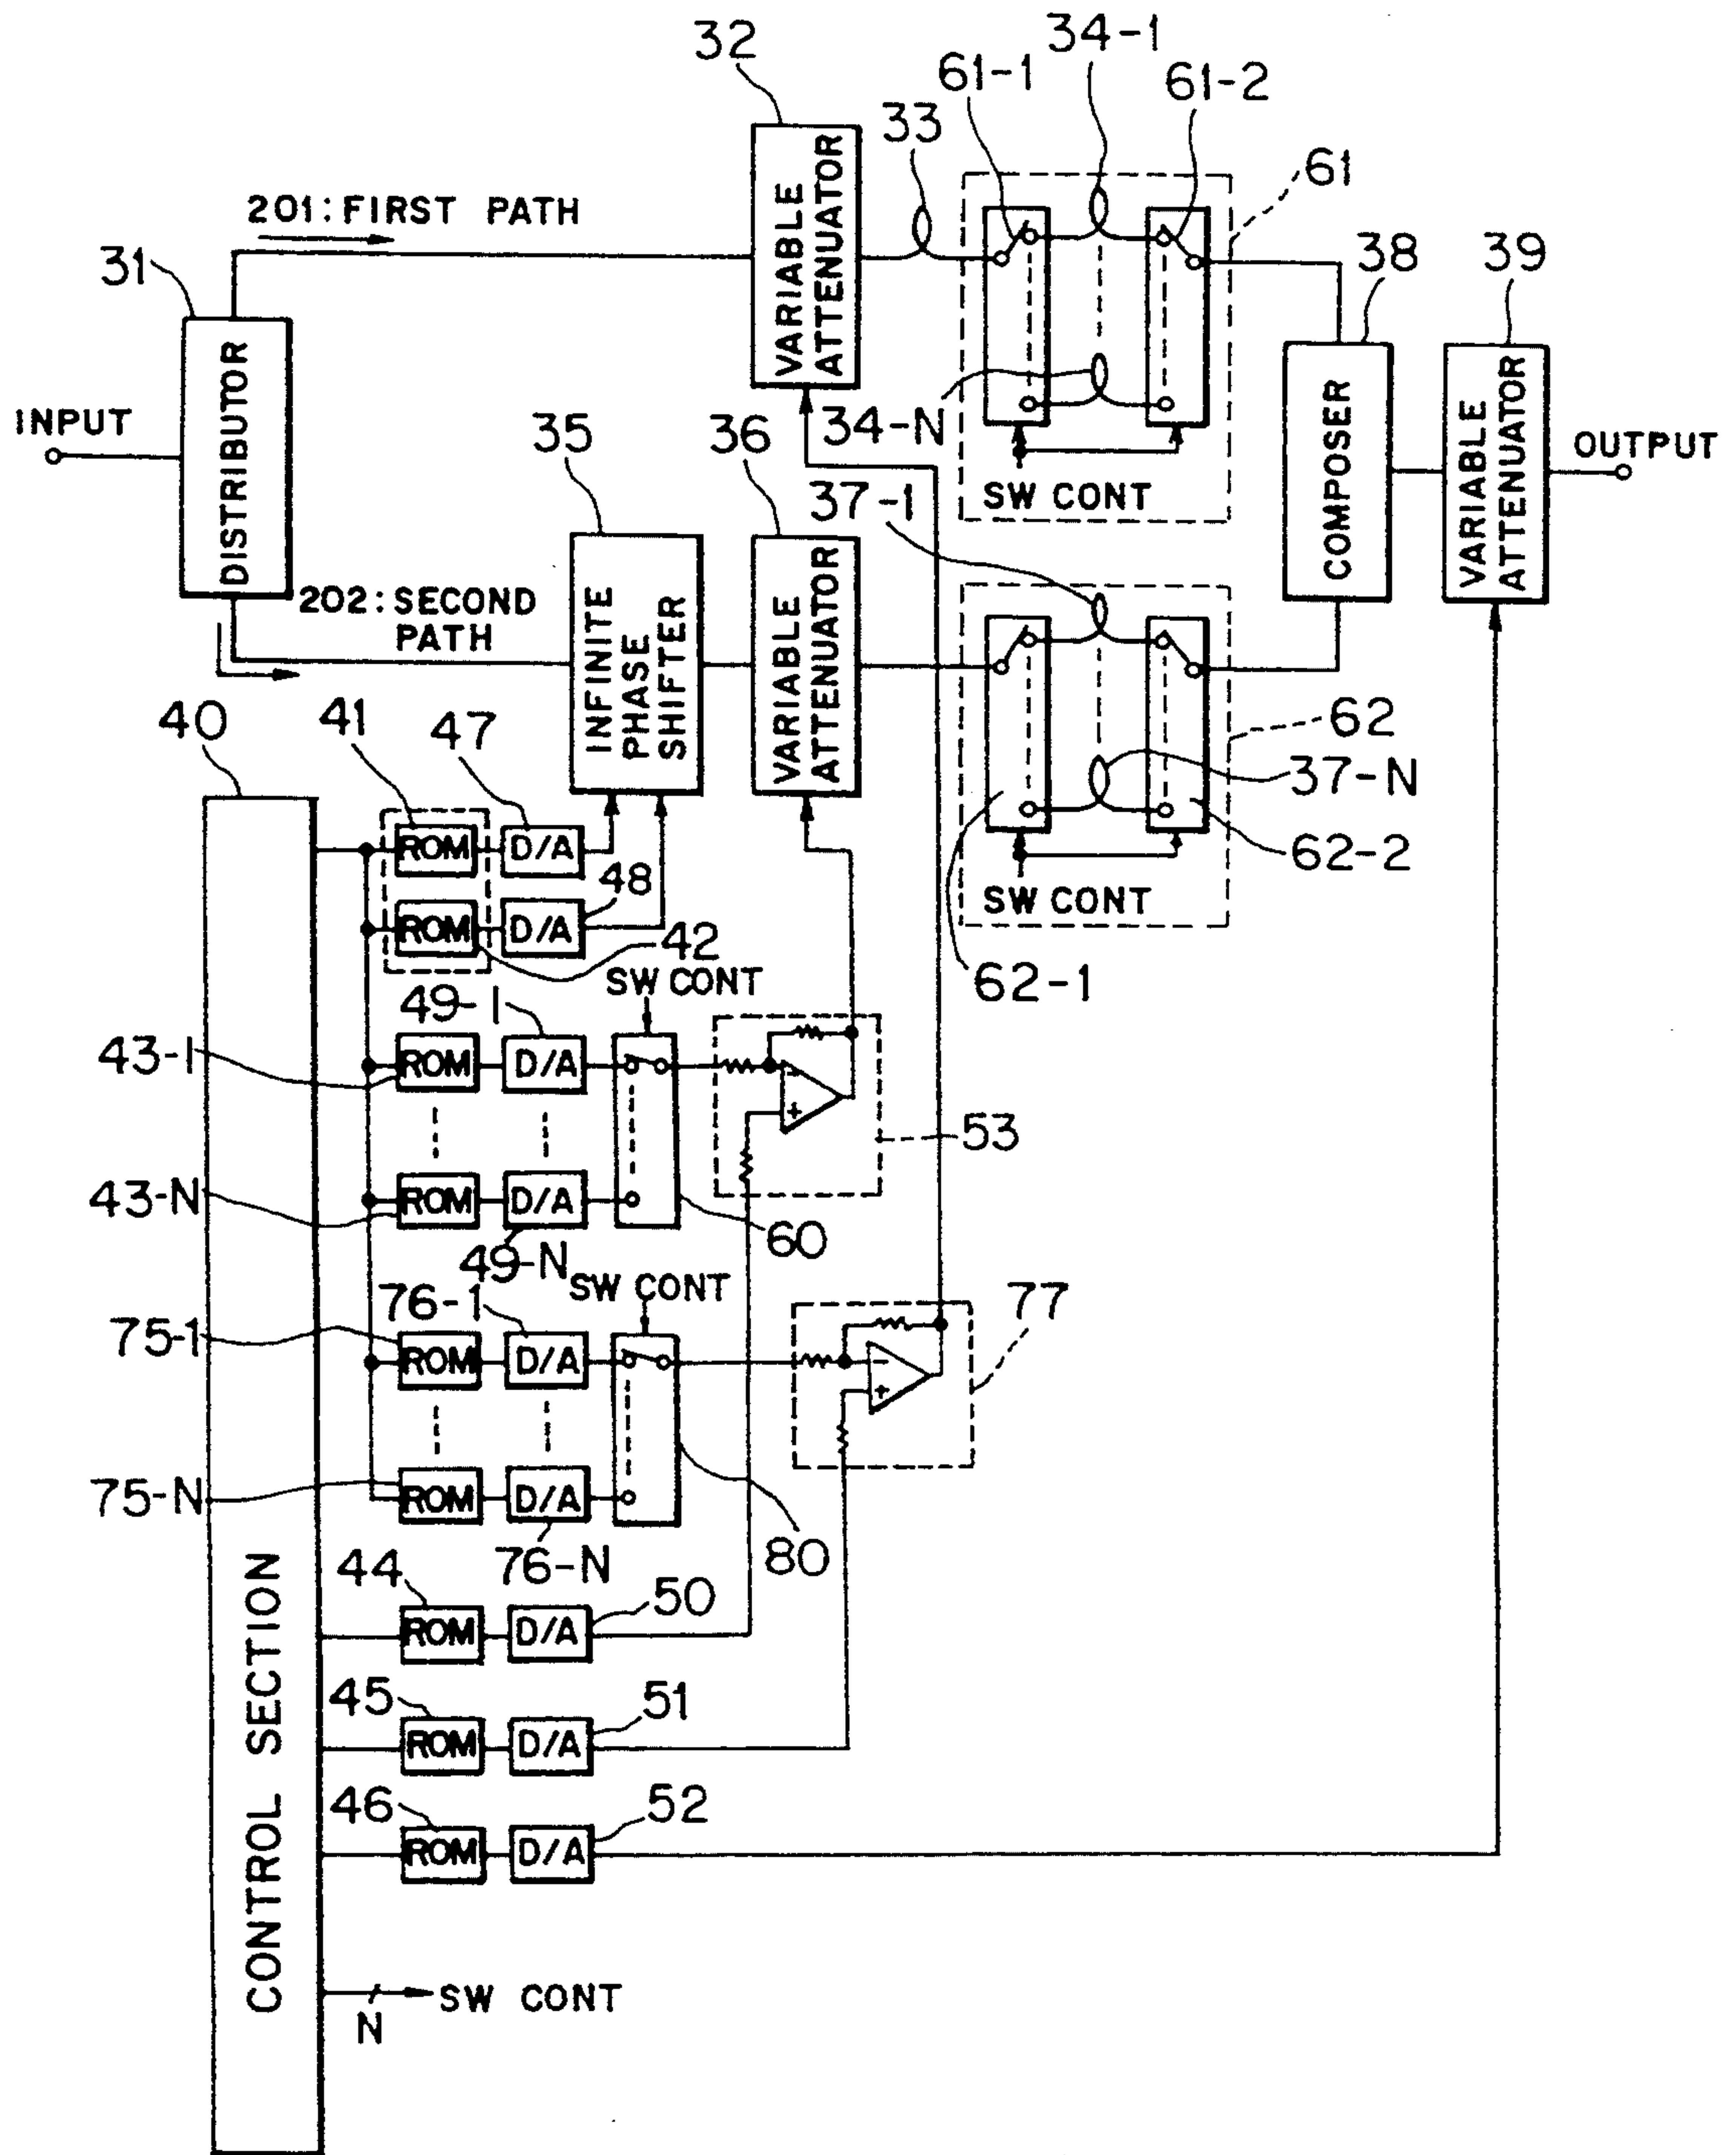 32
34-1
61-1
61-2
33
61
201: FIRST PATH
31
38
39
VARIABLE
ATTENUATOR
DISTRIBUTOR
INPUT
34-N
SW CONT
COMPOSER
VARIABLE
ATTENUATOR
OUTPUT
35
36
37-1
202: SECOND
PATH
INFINITE
PHASE
SHIFTER
VARIABLE
ATTENUATOR
62
37-N
62-2
SW CONT
62-1
40
41
47
ROM
D/A
48
ROM
D/A
42
SW CONT
49-1
43-1
ROM
D/A
53
43-N
ROM
D/A
60
49-N
SW CONT
76-1
77
75-1
ROM
D/A
75-N
ROM
D/A
80
76-N
44
50
ROM
D/A
45
51
ROM
D/A
46
52
ROM
D/A
CONTROL SECTION
SW CONT
N